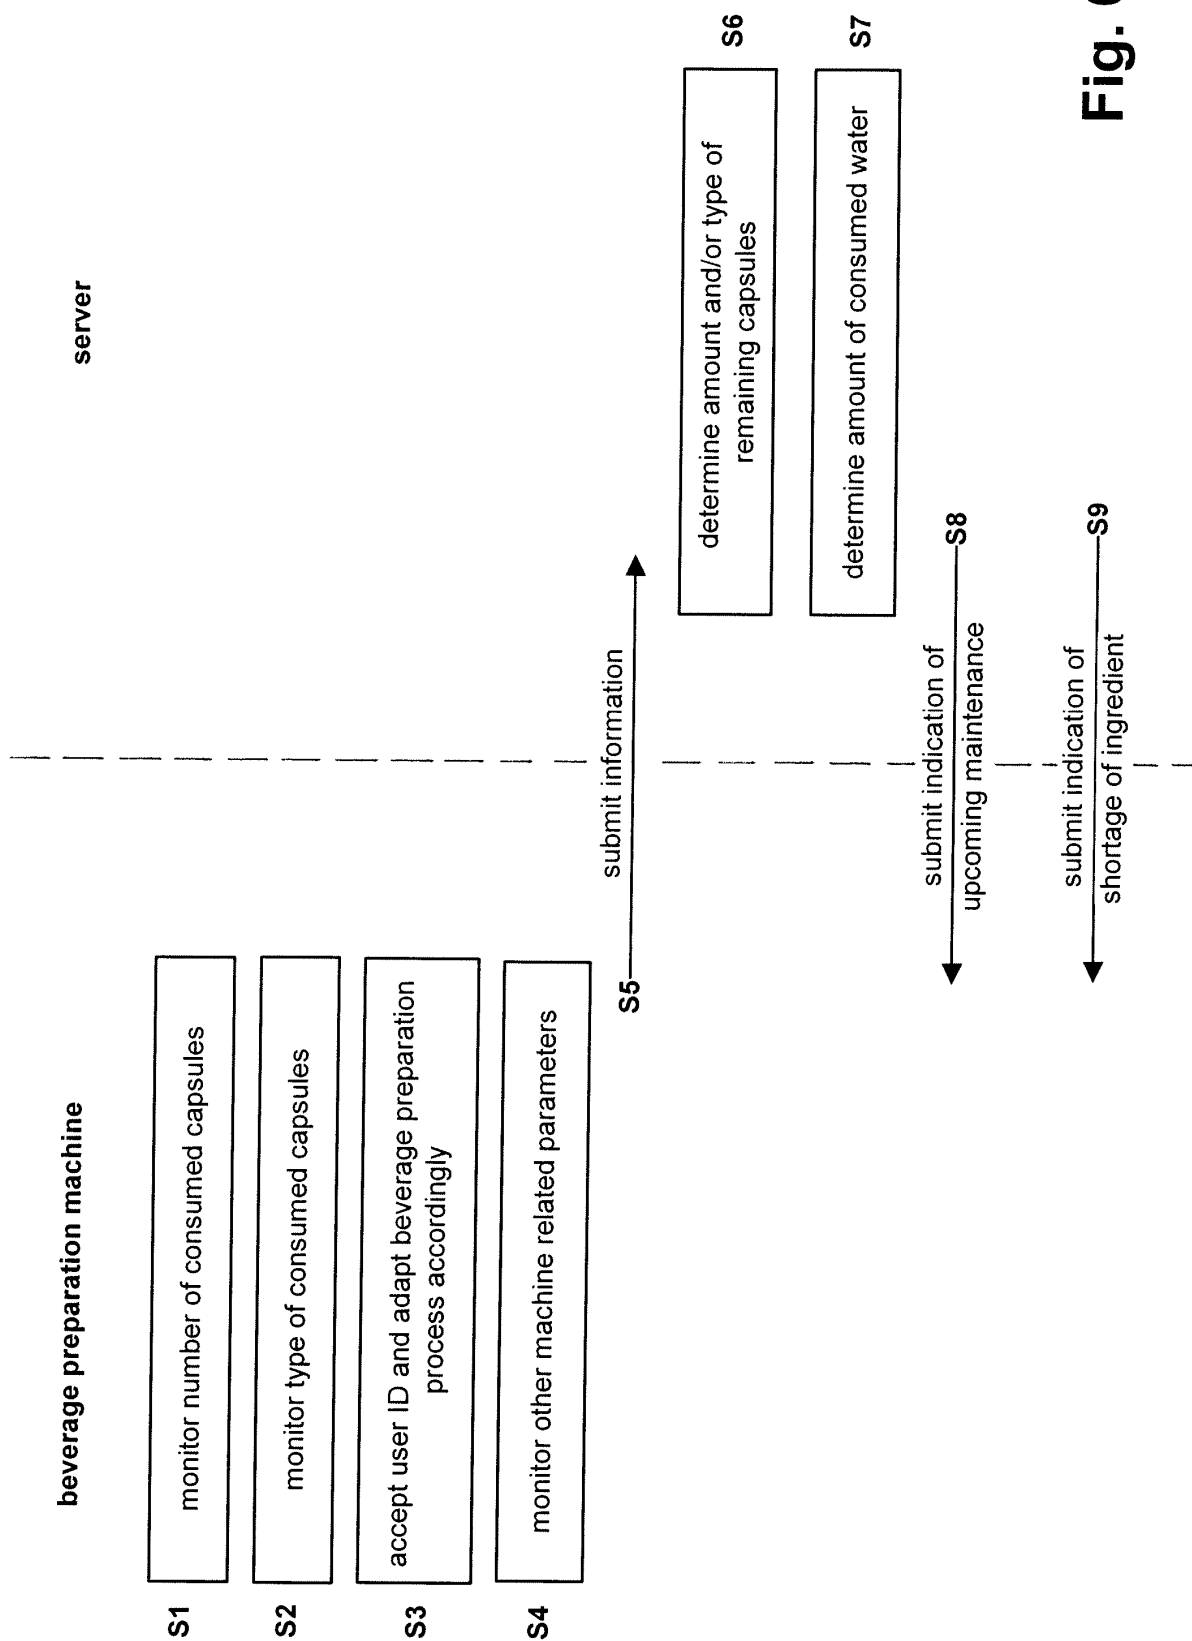 beverage preparation machine
server
S1
monitor number of consumed capsules
S2
monitor type of consumed capsules
S3
accept user ID and adapt beverage preparation
process accordingly
S4
monitor other machine related parameters
S5
submit information
determine amount and/or type of
remaining capsules
S6
determine amount of consumed water
S7
submit indication of
upcoming maintenance
S8
submit indication of
shortage of ingredient
S9
Fig.